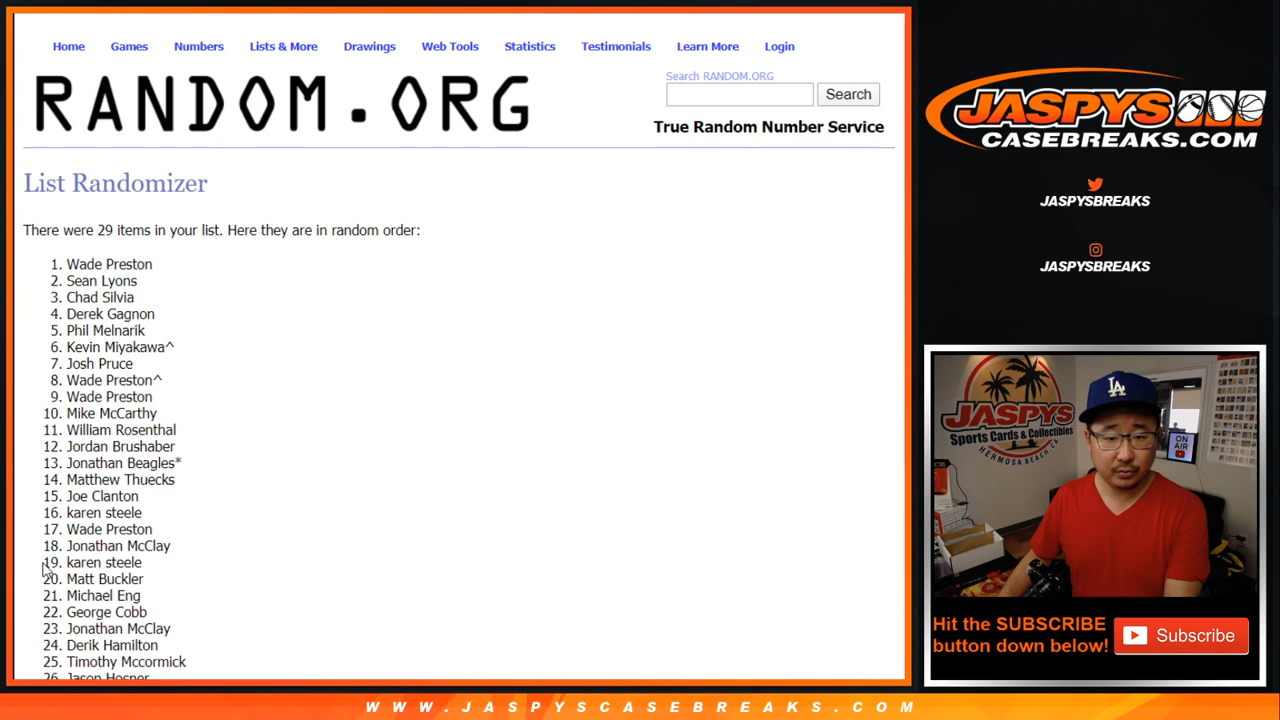 Home Games Numbers Lists & More Drawings Web Tools Statistics Testimonials Learn More Login
RANDOM.ORG
Search RANDOM.ORG
Search
True Random Number Service
List Randomizer
There were 29 items in your list. Here they are in random order:
1. Wade Preston
2. Sean Lyons
3. Chad Silvia
4. Derek Gagnon
5. Phil Melnarik
6. Kevin Miyakawa^
7. Josh Pruce
8. Wade Preston^
9. Wade Preston
10. Mike McCarthy
11. William Rosenthal
12. Jordan Brushaber
13. Jonathan Beagles*
14. Matthew Thuecks
15. Joe Clanton
16. karen steele
17. Wade Preston
18. Jonathan McClay
19. karen steele
20. Matt Buckler
21. Michael Eng
22. George Cobb
23. Jonathan McClay
24. Derik Hamilton
25. Timothy Mccormick
26. Jason Hosner
JASPYS
CASEBREAKS.COM
JASPYSBREAKS
JASPYSBREAKS
JASPYS
Sports Cards & Collectibles
HERMOSA BEACH, CA
LA
ON
AIR
Hit the SUBSCRIBE
button down below!
Subscribe
WWW.JASPYSCASEBREAKS.COM